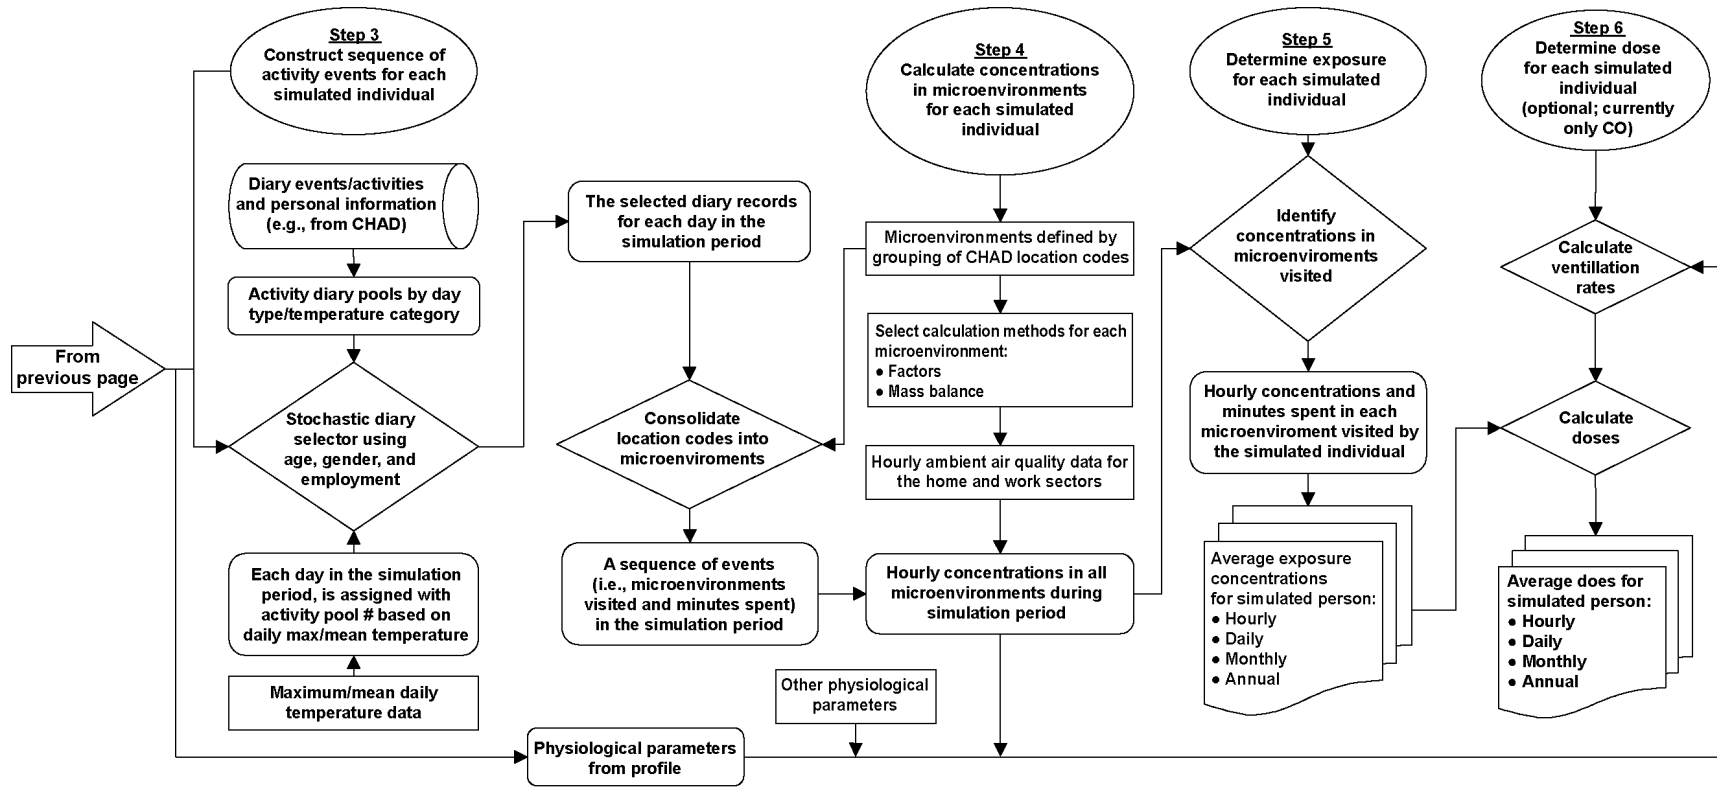 Step 3
Construct sequence of
activity events for each
simulated individual
Diary events/activities
and personal information
(e.g., from CHAD)
Activity diary pools by day
type/temperature category
From
previous page
Stochastic diary
selector using
age, gender, and
employment
Each day in the simulation
period, is assigned with
activity pool # based on
daily max/mean temperature
Maximum/mean daily
temperature data
The selected diary records
for each day in the
simulation period
Consolidate
location codes into
microenviroments
A sequence of events
(i.e., microenvironments
visited and minutes spent)
in the simulation period
Physiological parameters
from profile
Other physiological
parameters
Step 4
Calculate concentrations
in microenvironments
for each simulated
individual
Microenvironments defined by
grouping of CHAD location codes
Select calculation methods for each
microenvironment:
● Factors
● Mass balance
Hourly ambient air quality data for
the home and work sectors
Hourly concentrations in all
microenvironments during
simulation period
Step 5
Determine exposure
for each simulated
individual
Identify
concentrations in
microenviroments
visited
Hourly concentrations and
minutes spent in each
microenviroment visited by
the simulated individual
Average exposure
concentrations
for simulated person:
● Hourly
● Daily
● Monthly
● Annual
Step 6
Determine dose
for each simulated
individual
(optional; currently
only CO)
Calculate
ventillation
rates
Calculate
doses
Average does for
simulated person:
● Hourly
● Daily
● Monthly
● Annual